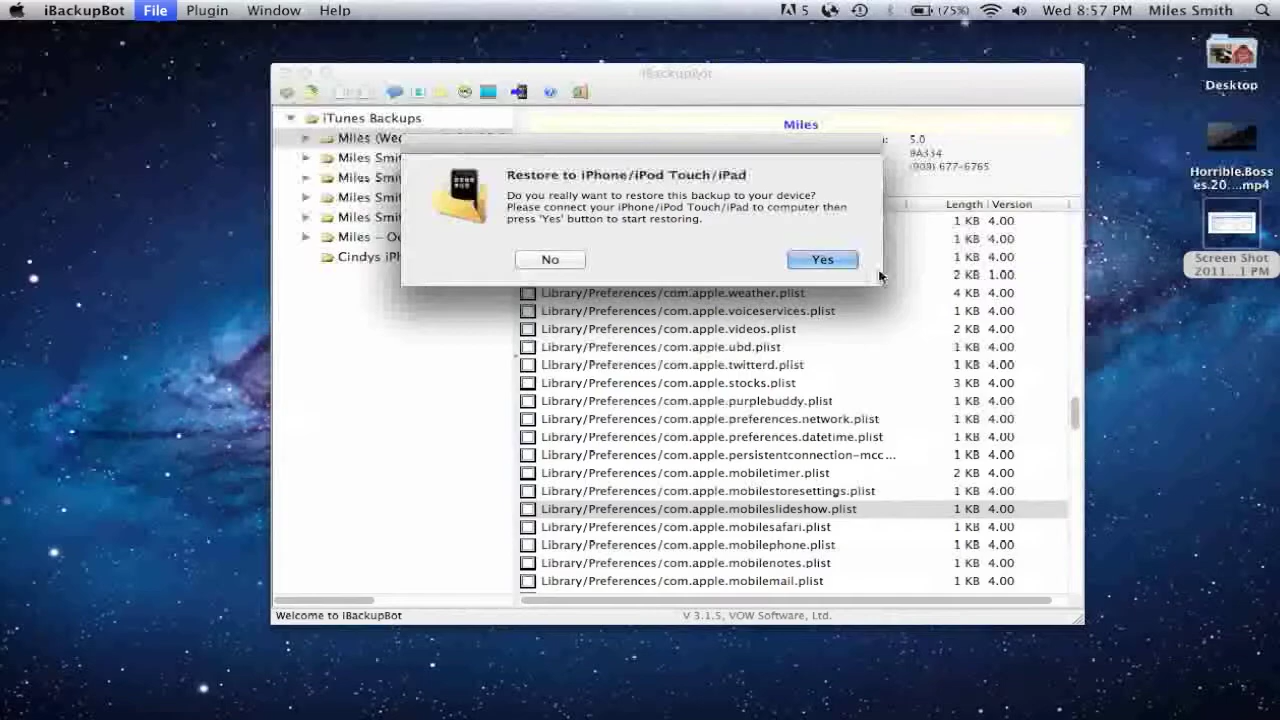 iBackupBot File Plugin Window Help 5 (75%) Wed 8:57 PM Miles Smith
Desktop
Horrible.Boss
es.20...mp4
Screen Shot
2011...1 PM
iBackupBot
iTunes Backups
Miles (Wed
Miles Smit
Miles Smit
Miles Smit
Miles Smit
Miles – Oc
Cindys iPh
Miles
5.0
9A334
(909) 677-6765
Restore to iPhone/iPod Touch/iPad
Do you really want to restore this backup to your device?
Please connect your iPhone/iPod Touch/iPad to computer then
press 'Yes' button to start restoring.
No Yes
Length Version
1 KB 4.00
1 KB 4.00
1 KB 4.00
2 KB 1.00
Library/Preferences/com.apple.weather.plist 4 KB 4.00
Library/Preferences/com.apple.voiceservices.plist 1 KB 4.00
Library/Preferences/com.apple.videos.plist 2 KB 4.00
Library/Preferences/com.apple.ubd.plist 1 KB 4.00
Library/Preferences/com.apple.twitterd.plist 1 KB 4.00
Library/Preferences/com.apple.stocks.plist 3 KB 4.00
Library/Preferences/com.apple.purplebuddy.plist 1 KB 4.00
Library/Preferences/com.apple.preferences.network.plist 1 KB 4.00
Library/Preferences/com.apple.preferences.datetime.plist 1 KB 4.00
Library/Preferences/com.apple.persistentconnection-mcc... 1 KB 4.00
Library/Preferences/com.apple.mobiletimer.plist 2 KB 4.00
Library/Preferences/com.apple.mobilestoresettings.plist 1 KB 4.00
Library/Preferences/com.apple.mobileslideshow.plist 1 KB 4.00
Library/Preferences/com.apple.mobilesafari.plist 1 KB 4.00
Library/Preferences/com.apple.mobilephone.plist 1 KB 4.00
Library/Preferences/com.apple.mobilenotes.plist 1 KB 4.00
Library/Preferences/com.apple.mobilemail.plist 1 KB 4.00
Welcome to iBackupBot V 3.1.5, VOW Software, Ltd.